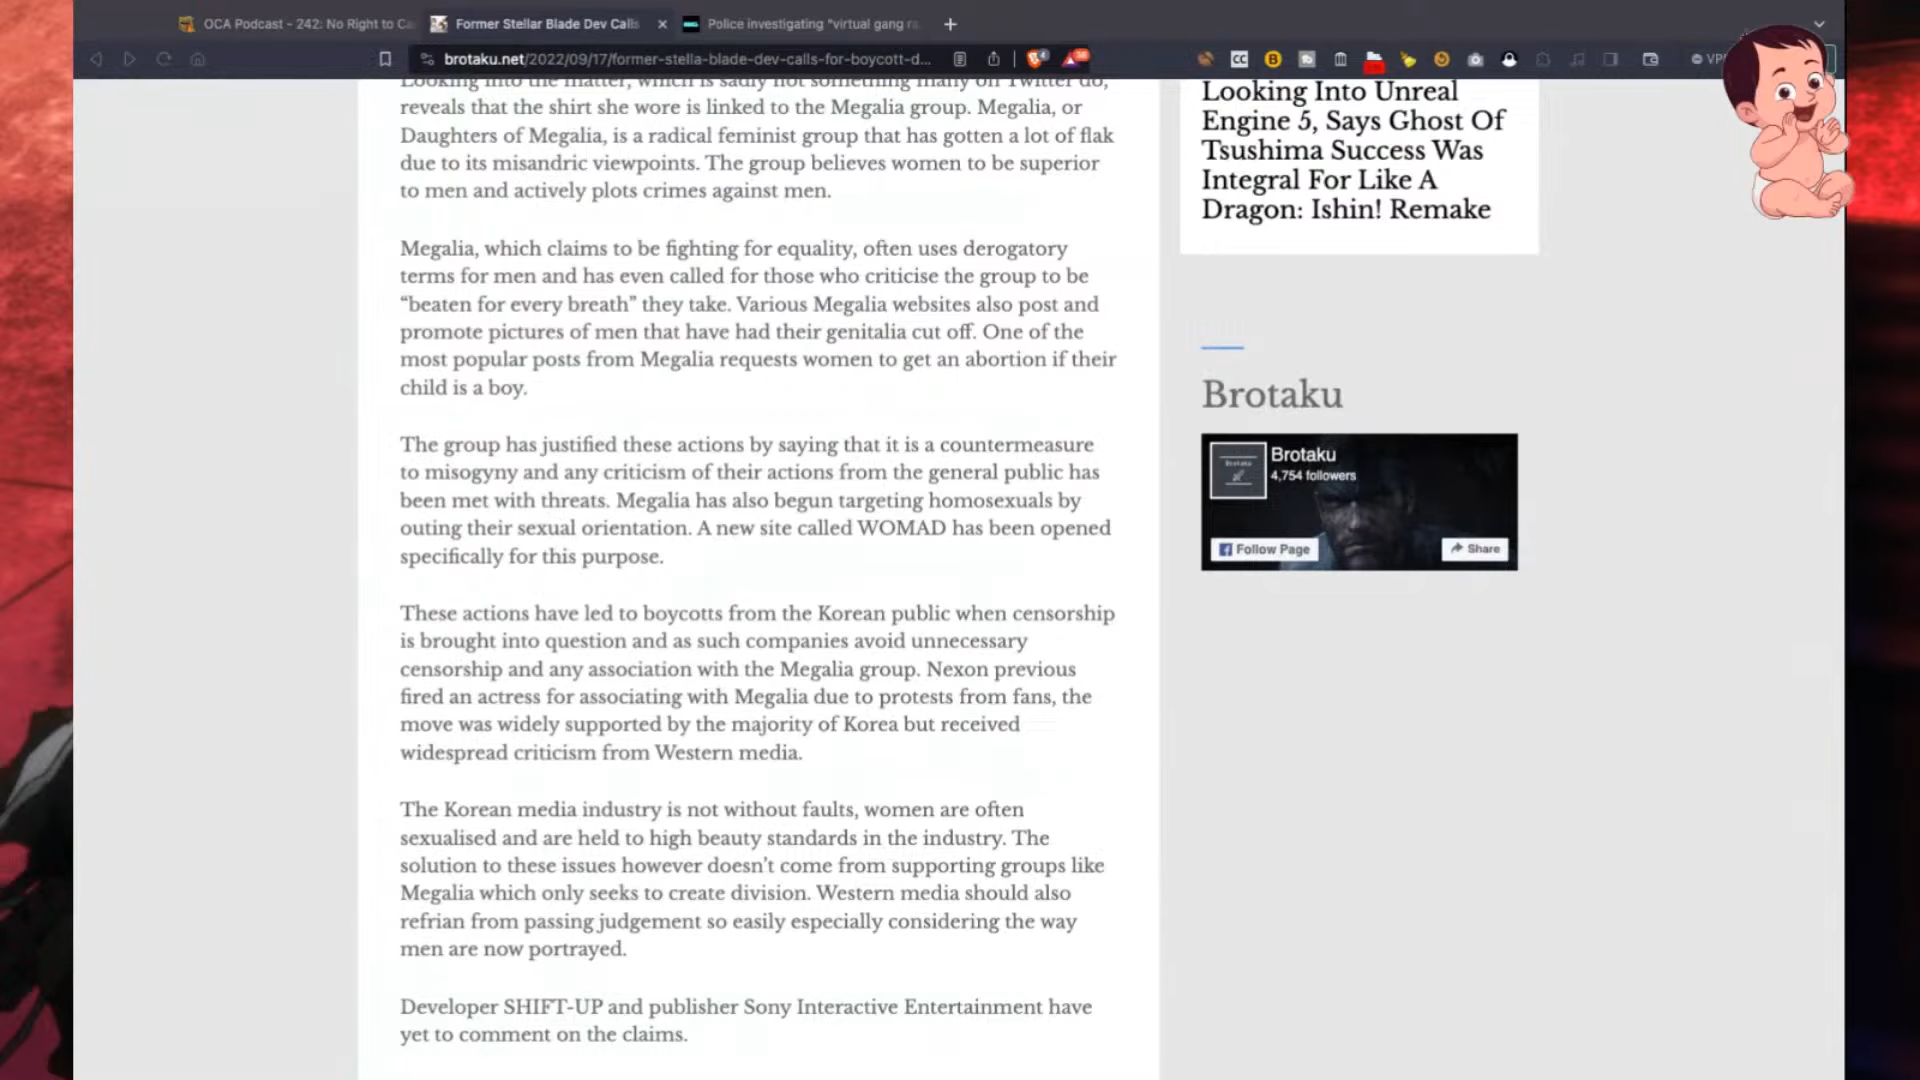 OCA Podcast - 242: No Right to Ca
Former Stellar Blade Dev Calls
Police investigating "virtual gang ra
brotaku.net/2022/09/17/former-stella-blade-dev-calls-for-boycott-d...
CC
B
VP
Looking into the matter, which is sadly not something many on Twitter do,
reveals that the shirt she wore is linked to the Megalia group. Megalia, or
Daughters of Megalia, is a radical feminist group that has gotten a lot of flak
due to its misandric viewpoints. The group believes women to be superior
to men and actively plots crimes against men.
Megalia, which claims to be fighting for equality, often uses derogatory
terms for men and has even called for those who criticise the group to be
“beaten for every breath” they take. Various Megalia websites also post and
promote pictures of men that have had their genitalia cut off. One of the
most popular posts from Megalia requests women to get an abortion if their
child is a boy.
The group has justified these actions by saying that it is a countermeasure
to misogyny and any criticism of their actions from the general public has
been met with threats. Megalia has also begun targeting homosexuals by
outing their sexual orientation. A new site called WOMAD has been opened
specifically for this purpose.
These actions have led to boycotts from the Korean public when censorship
is brought into question and as such companies avoid unnecessary
censorship and any association with the Megalia group. Nexon previous
fired an actress for associating with Megalia due to protests from fans, the
move was widely supported by the majority of Korea but received
widespread criticism from Western media.
The Korean media industry is not without faults, women are often
sexualised and are held to high beauty standards in the industry. The
solution to these issues however doesn’t come from supporting groups like
Megalia which only seeks to create division. Western media should also
refrian from passing judgement so easily especially considering the way
men are now portrayed.
Developer SHIFT-UP and publisher Sony Interactive Entertainment have
yet to comment on the claims.
Looking Into Unreal
Engine 5, Says Ghost Of
Tsushima Success Was
Integral For Like A
Dragon: Ishin! Remake
Brotaku
Brotaku
4,754 followers
Follow Page
Share